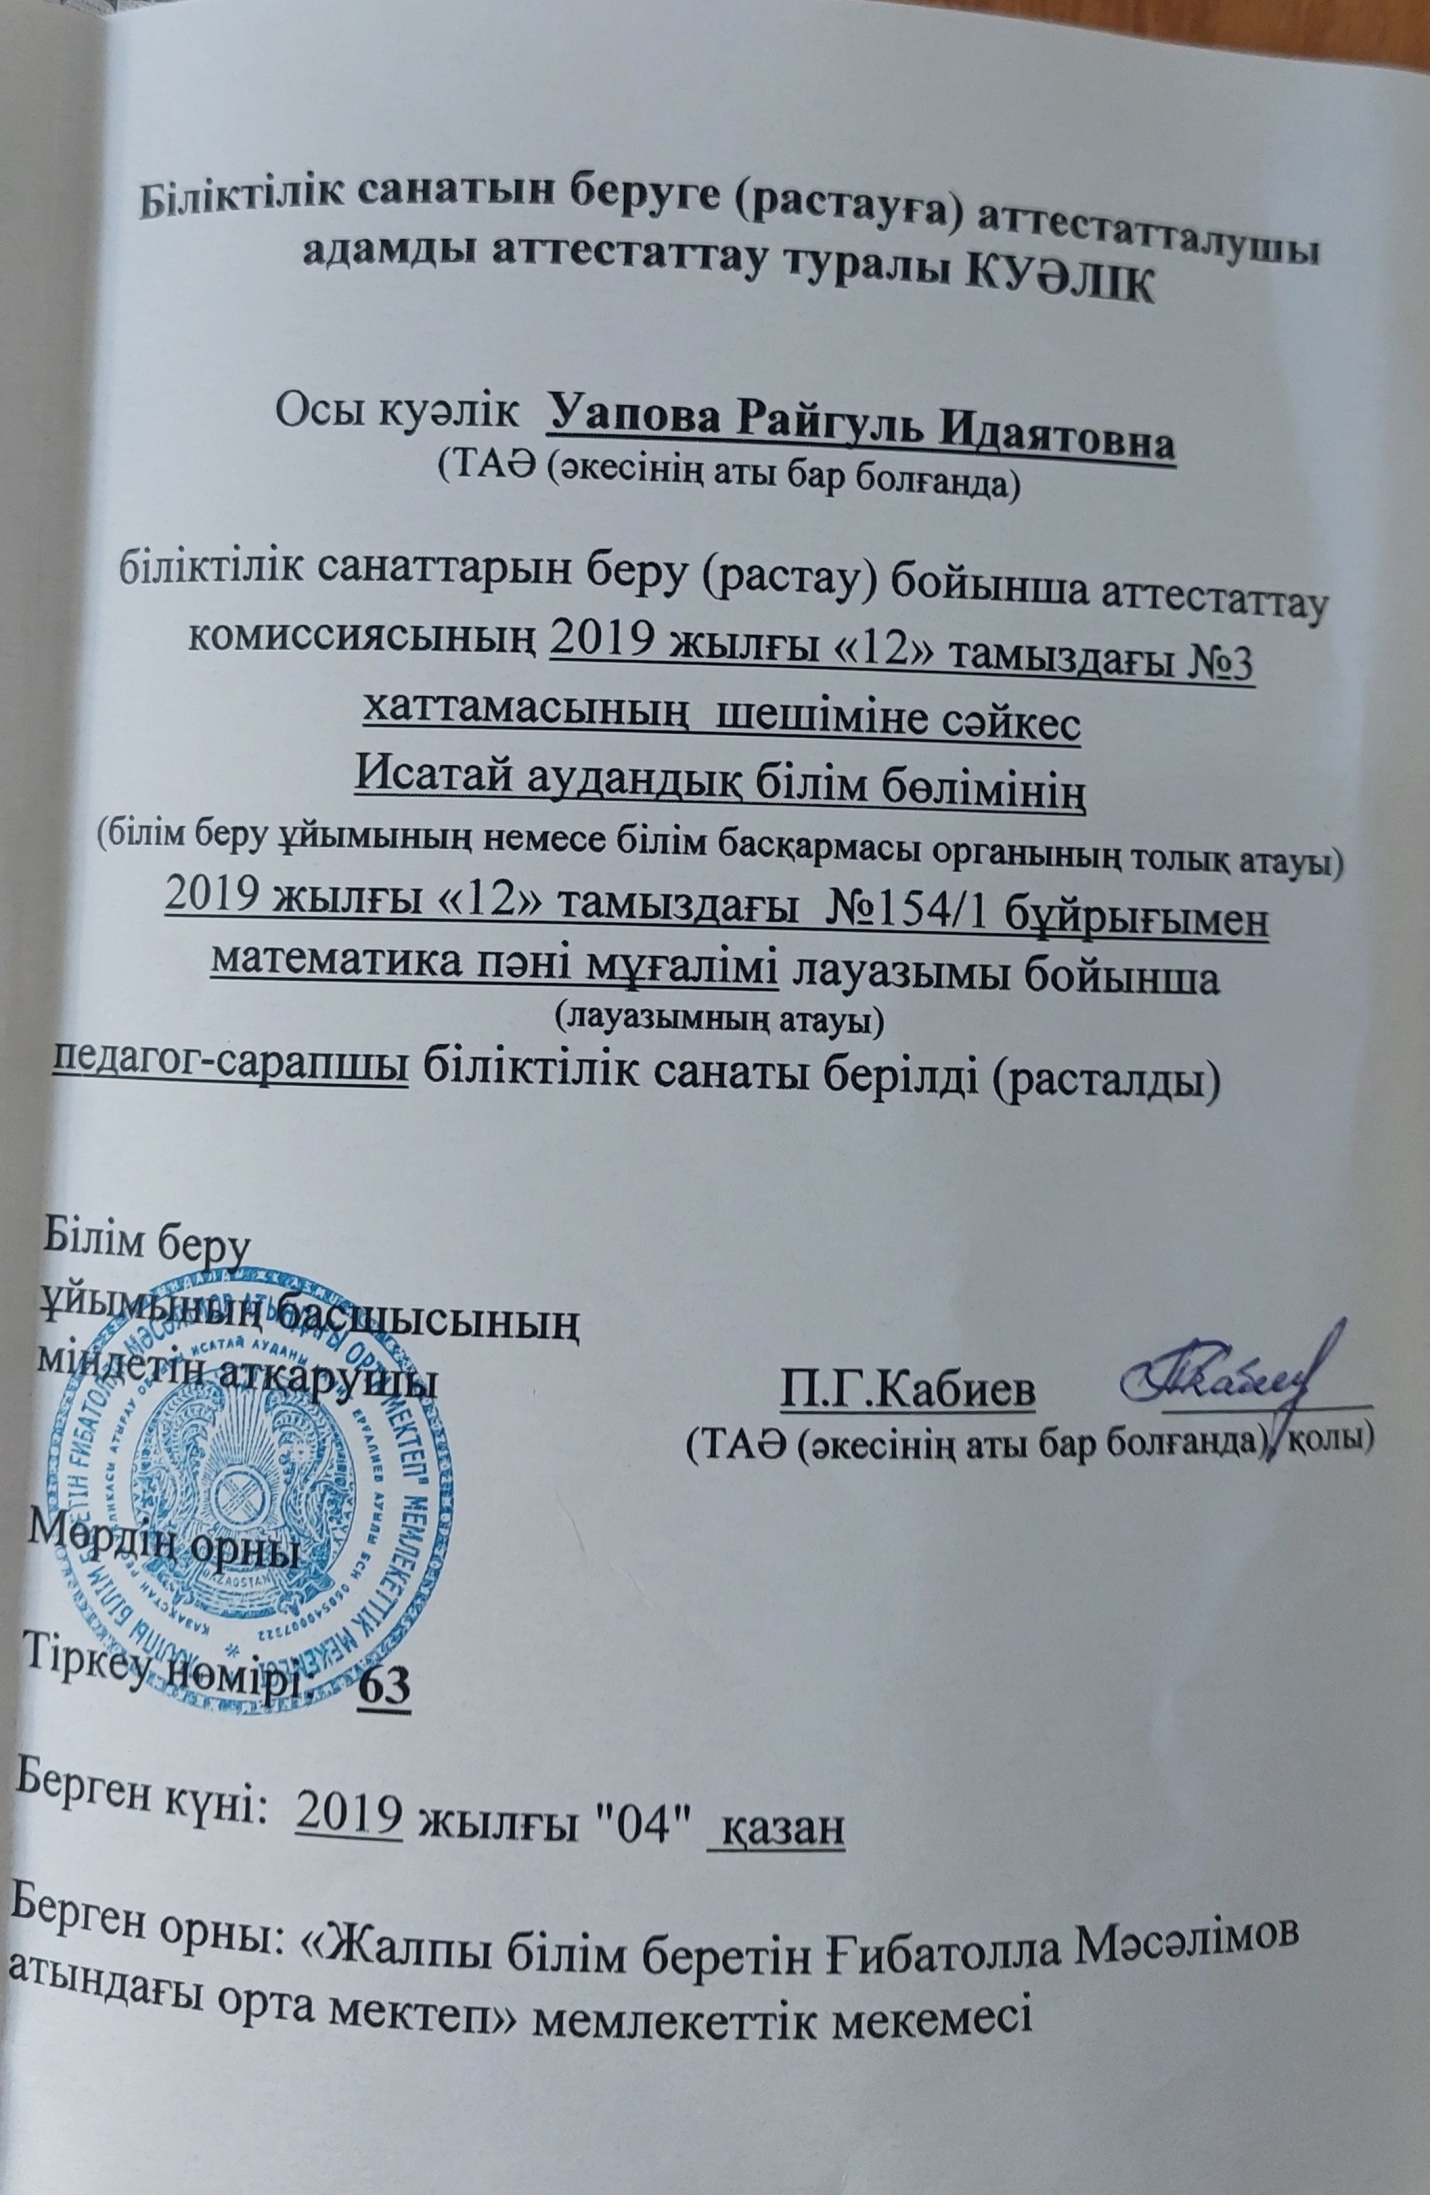 Біліктілік санатын беруге (растауға) аттестатталушы
адамды аттестаттау туралы КУӘЛІК
Осы куәлік Уапова Райгуль Идаятовна
(ТАӘ (әкесінің аты бар болғанда)
біліктілік санаттарын беру (растау) бойынша аттестаттау
комиссиясының 2019 жылғы «12» тамыздағы №3
хаттамасының шешіміне сәйкес
Исатай аудандық білім бөлімінің
(білім беру ұйымының немесе білім басқармасы органының толық атауы)
2019 жылғы «12» тамыздағы №154/1 бұйрығымен
математика пәні мұғалімі лауазымы бойынша
(лауазымның атауы)
педагог-сарапшы біліктілік санаты берілді (расталды)
Білім беру
ұйымының басшысының
міндетін атқарушы
П.Г.Кабиев
(ТАӘ (әкесінің аты бар болғанда), қолы)
Мөрдің орны
QAZAQSTAN
Тіркеу нөмірі: 63
Берген күні: 2019 жылғы "04" қазан
Берген орны: «Жалпы білім беретін Ғибатолла Мәсәлімов
атындағы орта мектеп» мемлекеттік мекемесі